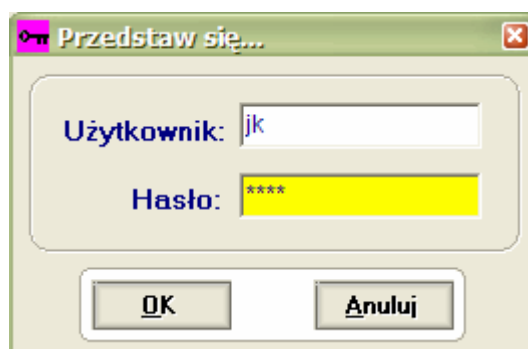 Przedstaw się...
Użytkownik: jk
Hasło: ****
OK Anuluj